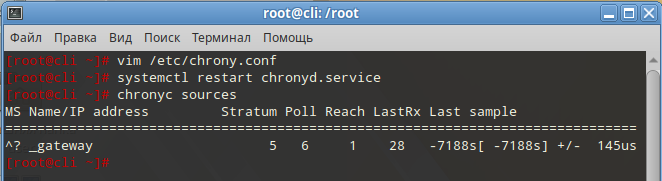 root@cli: /root
Файл Правка Вид Поиск Терминал Помощь
[root@cli ~]# vim /etc/chrony.conf
[root@cli ~]# systemctl restart chronyd.service
[root@cli ~]# chronyc sources
MS Name/IP address         Stratum Poll Reach LastRx Last sample
===============================================================================
^? _gateway                      5   6     1    28   -7188s[ -7188s] +/-  145us
[root@cli ~]#